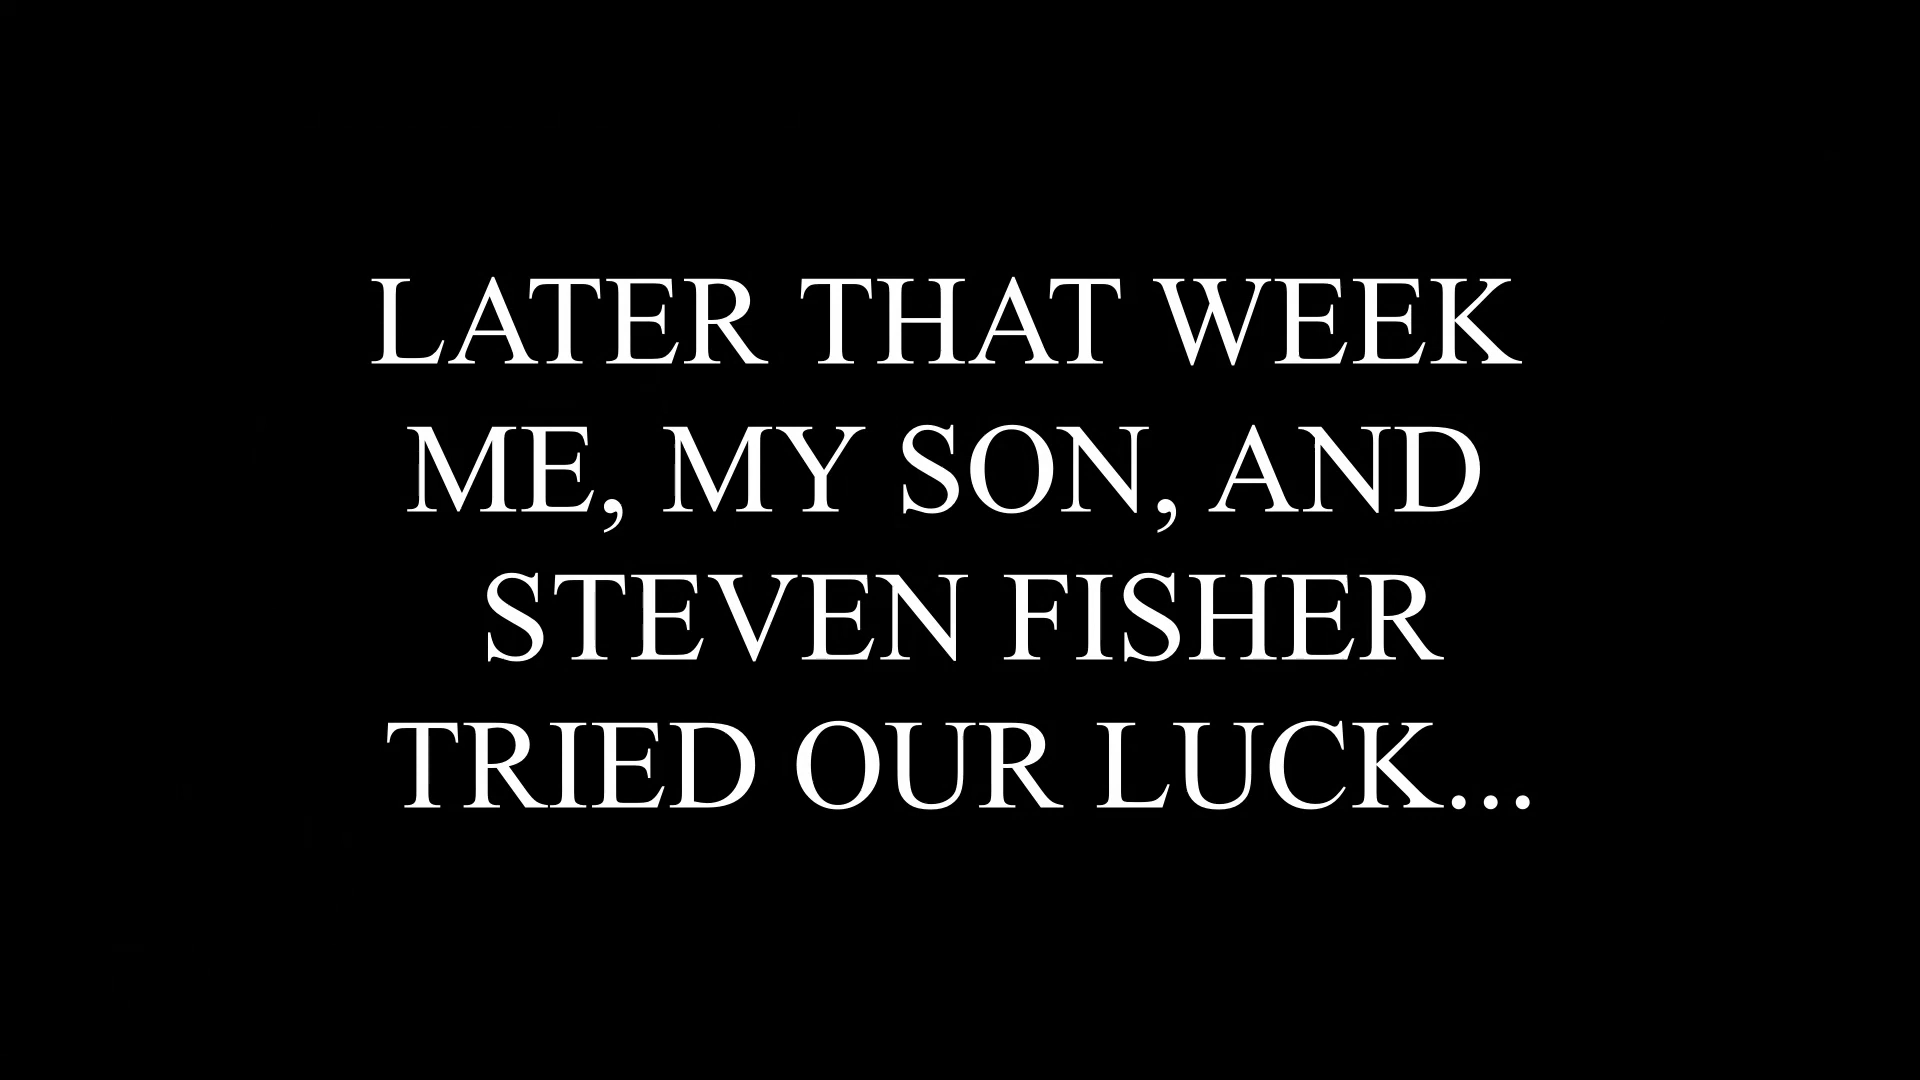 LATER THAT WEEK
ME, MY SON, AND
STEVEN FISHER
TRIED OUR LUCK...